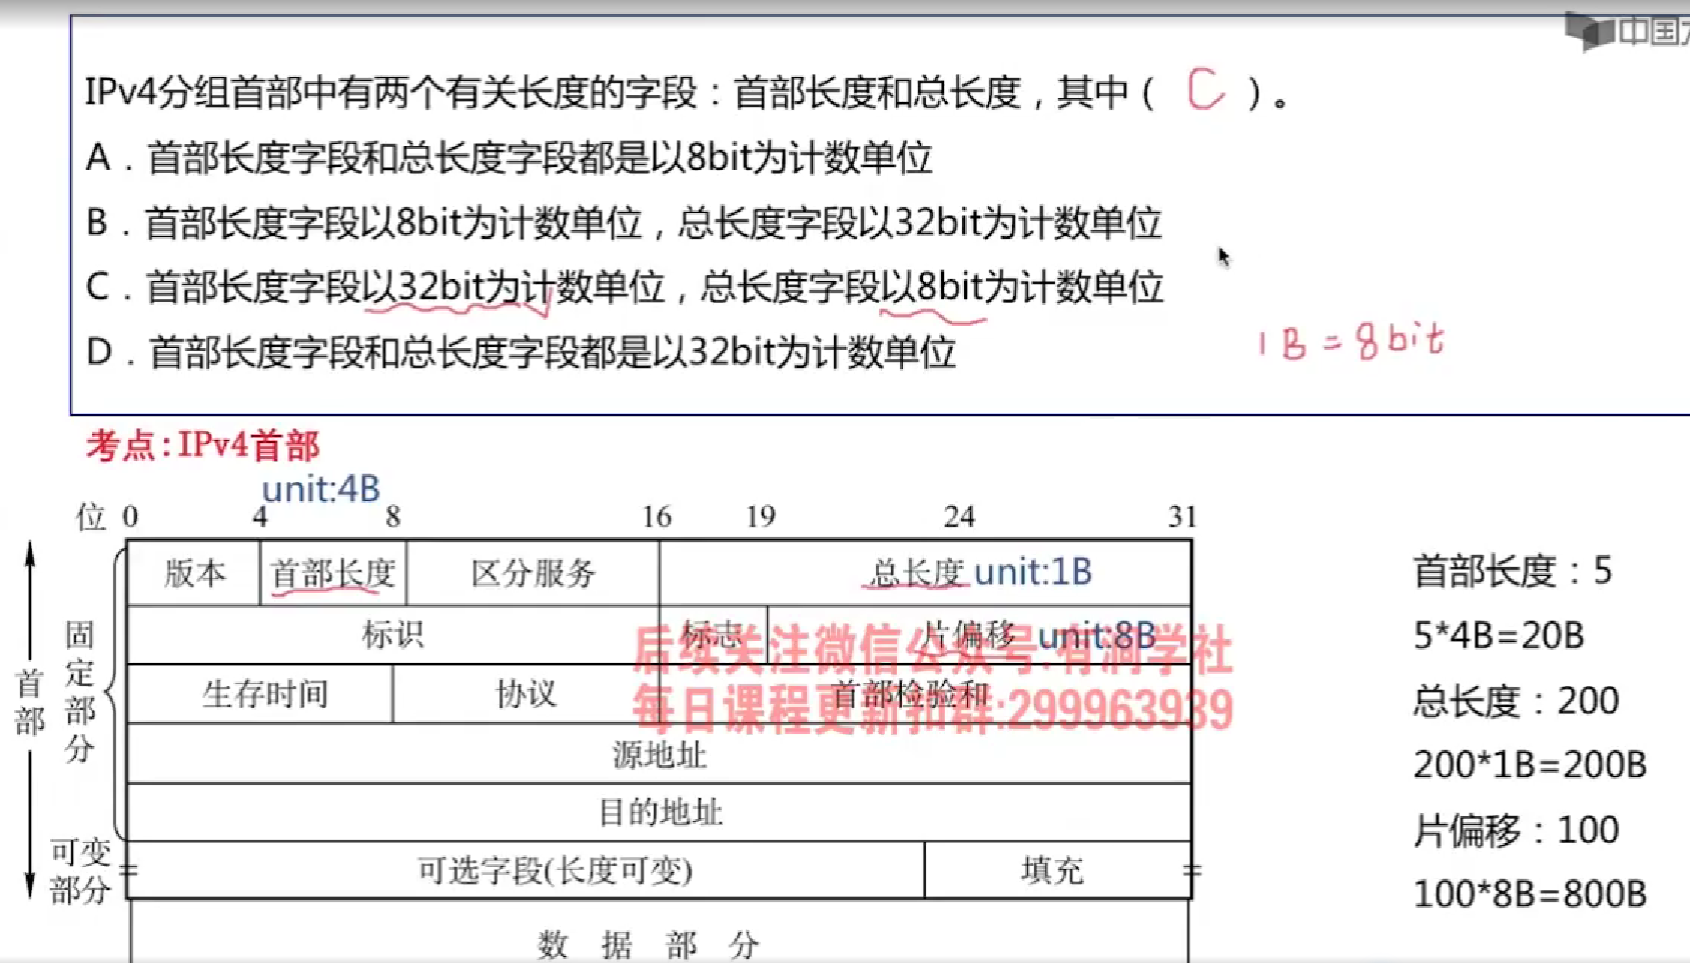 中国
IPv4分组首部中有两个有关长度的字段：首部长度和总长度，其中（ C ）。
A．首部长度字段和总长度字段都是以8bit为计数单位
B．首部长度字段以8bit为计数单位，总长度字段以32bit为计数单位
C．首部长度字段以32bit为计数单位，总长度字段以8bit为计数单位
D．首部长度字段和总长度字段都是以32bit为计数单位
1B=8bit
考点:IPv4首部
unit:4B
位 0 4 8 16 19 24 31
版本 首部长度 区分服务 总长度 unit:1B
标识 标志 片偏移 unit:8B
生存时间 协议 首部检验和
源地址
目的地址
可选字段(长度可变) 填充
数 据 部 分
首部
固定部分
可变部分
后续关注微信公众号:有洞学社
每日课程更新扣群:299963939
首部长度：5
5*4B=20B
总长度：200
200*1B=200B
片偏移：100
100*8B=800B